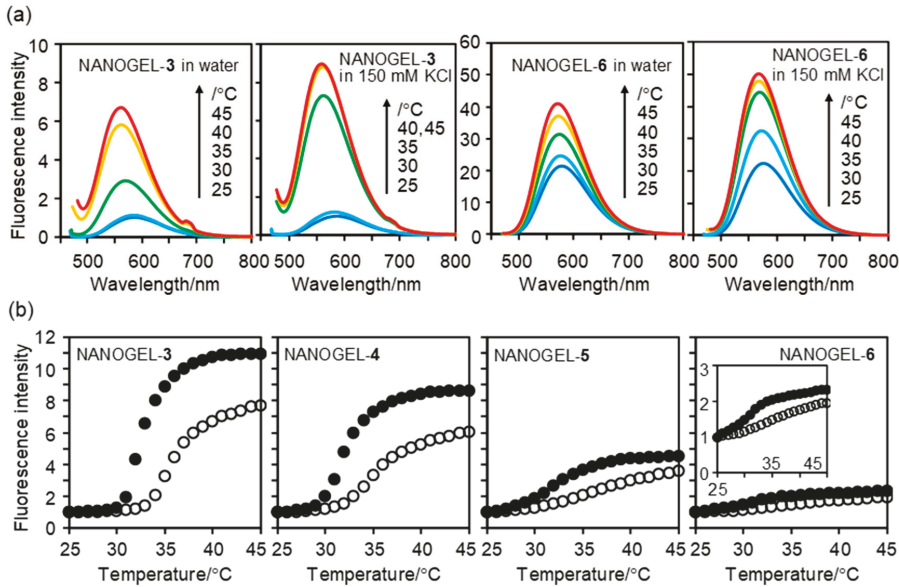 (a)
Fluorescence intensity
10
8
6
4
2
0
NANOGEL-3 in water
/°C
45
40
35
30
25
500 600 700 800
Wavelength/nm
NANOGEL-3
in 150 mM KCl
/°C
40,45
35
30
25
500 600 700 800
Wavelength/nm
60
50
40
30
20
10
0
NANOGEL-6 in water
/°C
45
40
35
30
25
500 600 700 800
Wavelength/nm
NANOGEL-6
in 150 mM KCl
/°C
45
40
35
30
25
500 600 700 800
Wavelength/nm
(b)
Fluorescence intensity
12
10
8
6
4
2
0
NANOGEL-3
25 30 35 40 45
Temperature/°C
NANOGEL-4
25 30 35 40 45
Temperature/°C
NANOGEL-5
25 30 35 40 45
Temperature/°C
NANOGEL-6
3
2
1
0
25 35 45
25 30 35 40 45
Temperature/°C